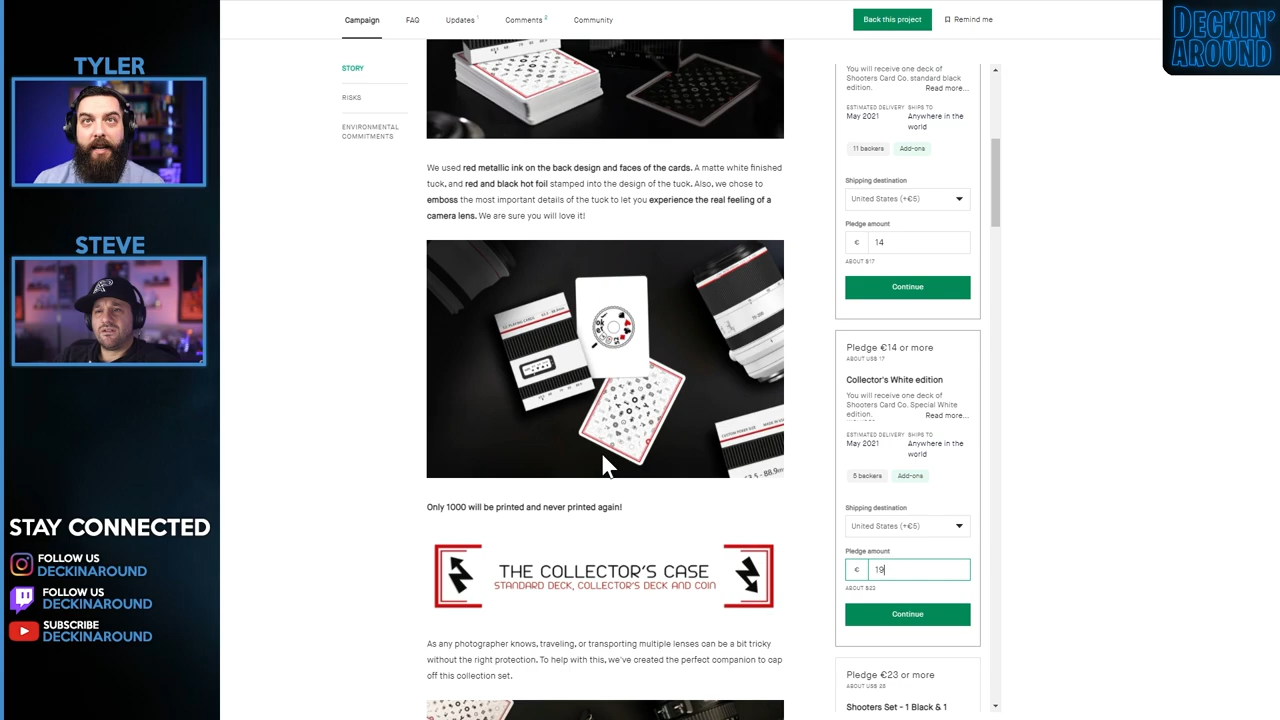 TYLER
STEVE
STAY CONNECTED
FOLLOW US
DECKINAROUND
FOLLOW US
DECKINAROUND
SUBSCRIBE
DECKINAROUND
Campaign
FAQ
Updates 1
Comments
Community
Back this project
Remind me
DECKIN'
AROUND
STORY
RISKS
ENVIRONMENTAL
COMMITMENTS
We used red metallic ink on the back design and faces of the cards. A matte white finished
tuck, and red and black hot foil stamped into the design of the tuck. Also, we chose to
emboss the most important details of the tuck to let you experience the real feeling of a
camera lens. We are sure you will love it!
Only 1000 will be printed and never printed again!
THE COLLECTOR'S CASE
STANDARD DECK, COLLECTOR'S DECK AND COIN
As any photographer knows, traveling, or transporting multiple lenses can be a bit tricky
without the right protection. To help with this, we've created the perfect companion to cap
off this collection set.
You will receive one deck of
Shooters Card Co. standard black
edition.
Read more...
ESTIMATED DELIVERY
May 2021
SHIPS TO
Anywhere in the
world
11 backers
Add-ons
Shipping destination
United States (+€5)
Pledge amount
€ 14
ABOUT $17
Continue
Pledge €14 or more
ABOUT US$ 17
Collector's White edition
You will receive one deck of
Shooters Card Co. Special White
edition.
Read more...
ESTIMATED DELIVERY
May 2021
SHIPS TO
Anywhere in the
world
5 backers
Add-ons
Shipping destination
United States (+€5)
Pledge amount
€ 19
ABOUT $22
Continue
Pledge €23 or more
Shooters Set - 1 Black & 1